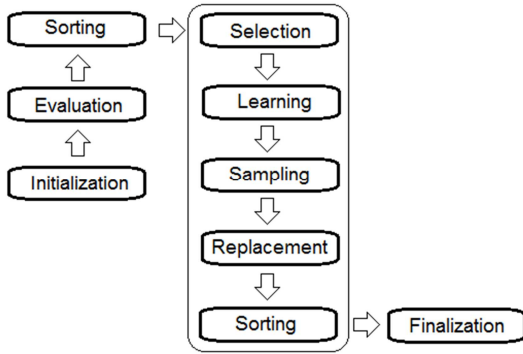 Sorting
Evaluation
Initialization
Selection
Learning
Sampling
Replacement
Sorting
Finalization